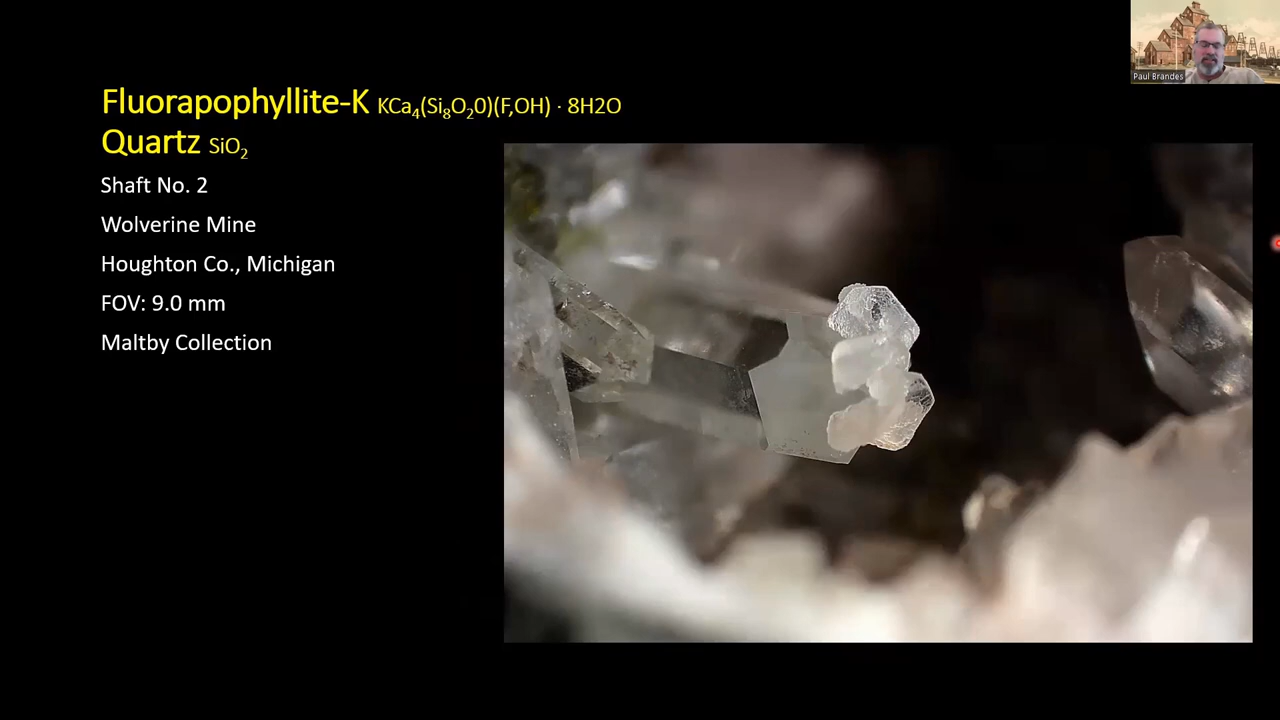 Fluorapophyllite-K KCa₄(Si₈O₂0)(F,OH) · 8H2O
Quartz SiO₂
Shaft No. 2
Wolverine Mine
Houghton Co., Michigan
FOV: 9.0 mm
Maltby Collection
Paul Brandes